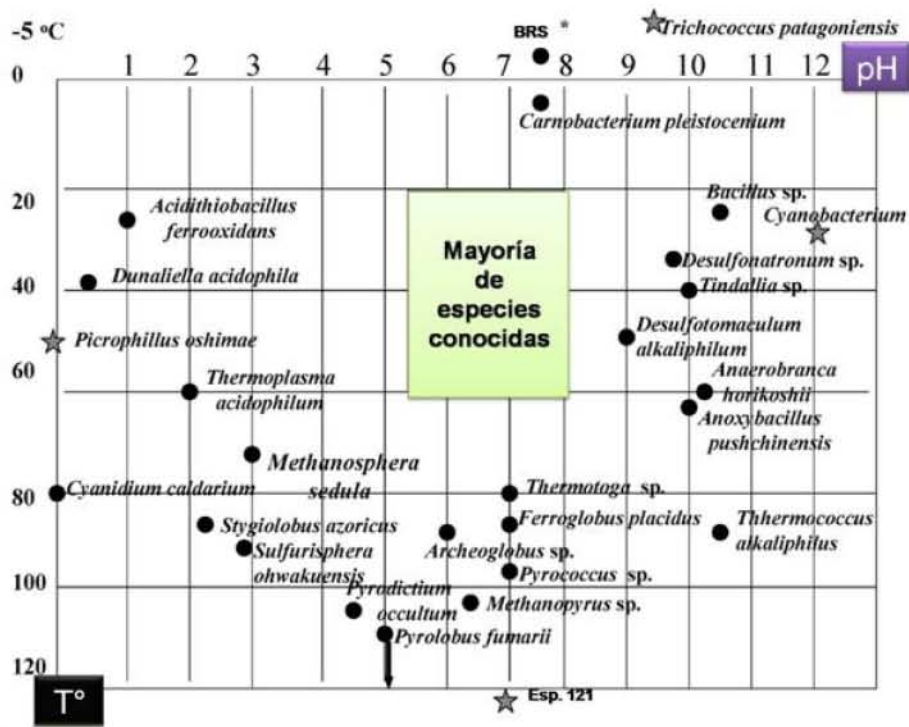 -5 ºC
BRS *
Trichococcus patagoniensis
0
1 2 3 4 5 6 7 8 9 10 11 12
pH
Carnobacterium pleistocenium
20
Acidithiobacillus
ferrooxidans
Bacillus sp.
Cyanobacterium
Mayoría
de
especies
conocidas
Dunaliella acidophila
Desulfonatronum sp.
40
Tindallia sp.
Picrophillus oshimae
Desulfotomaculum
alkaliphilum
60
Thermoplasma
acidophilum
Anaerobranca
horikoshii
Anoxybacillus
pushchinensis
Methanosphera
sedula
80
Cyanidium caldarium
Thermotoga sp.
Stygiolobus azoricus
Ferroglobus placidus
Thhermococcus
alkaliphilus
Sulfurisphera
ohwakuensis
Archeoglobus sp.
Pyrococcus sp.
100
Pyrodictium
occultum
Methanopyrus sp.
Pyrolobus fumarii
120
Tº
Esp. 121